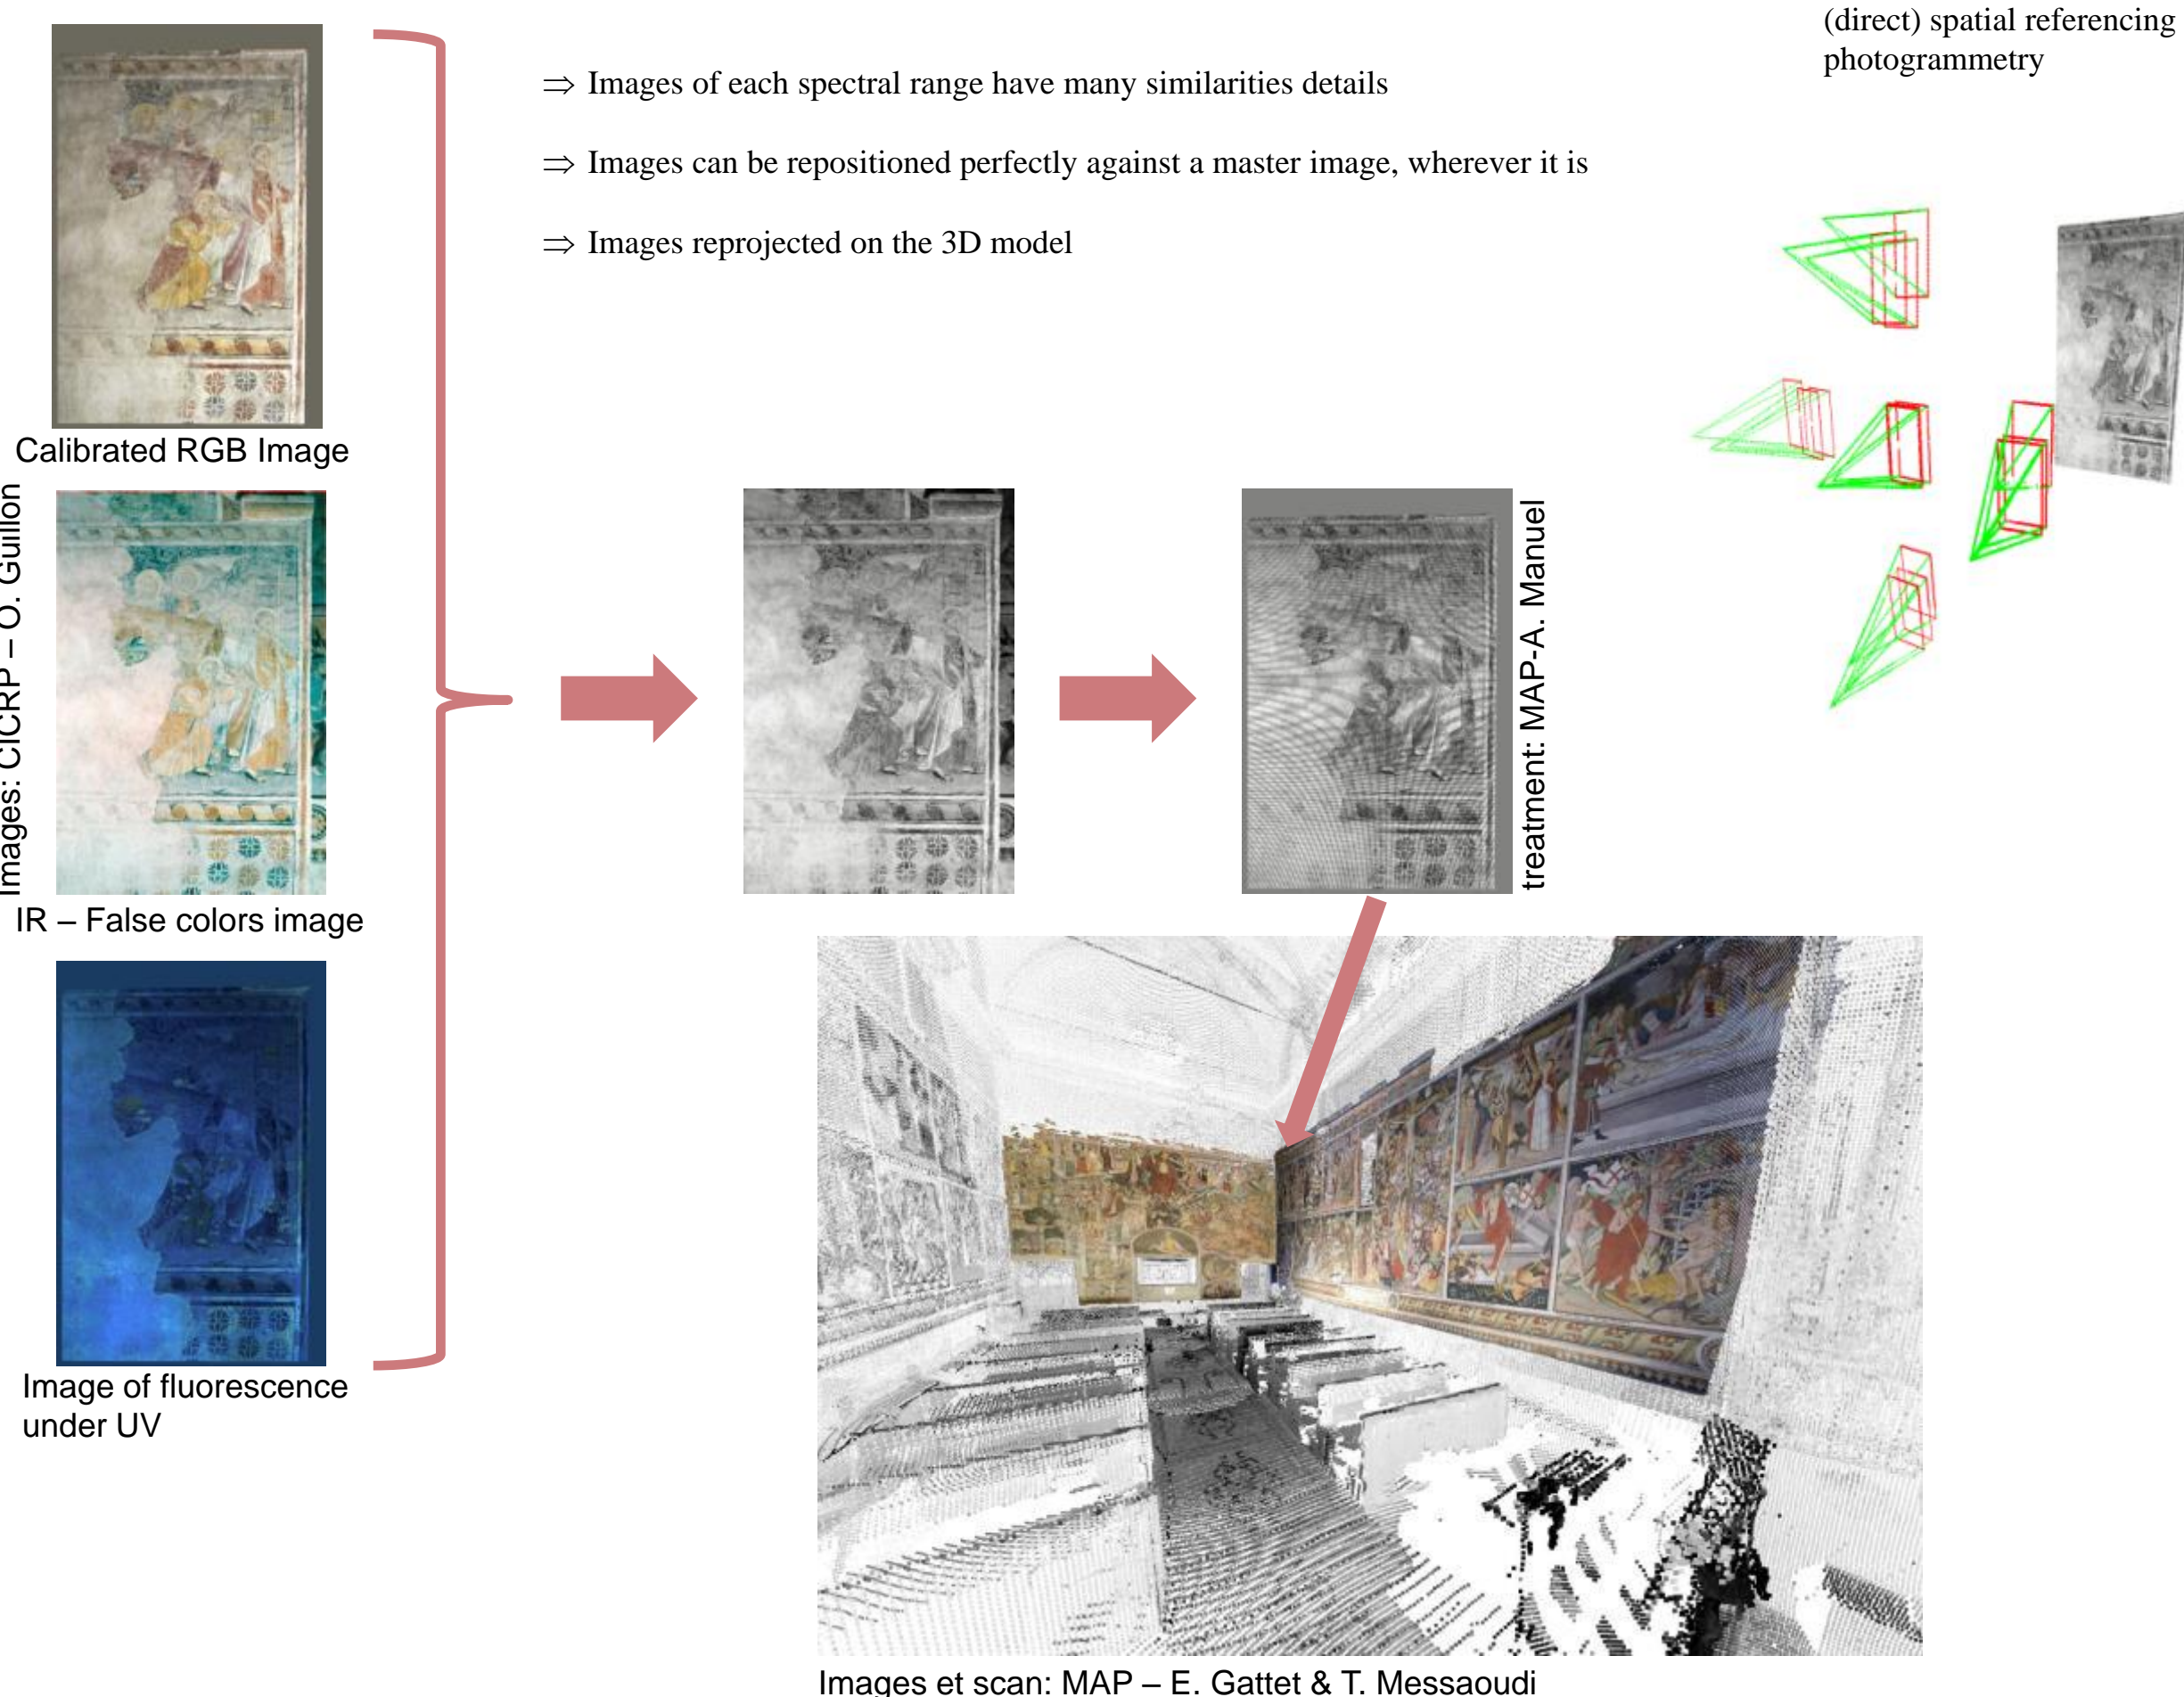 (direct) spatial referencing
photogrammetry
⇒ Images of each spectral range have many similarities details
⇒ Images can be repositioned perfectly against a master image, wherever it is
⇒ Images reprojected on the 3D model
Calibrated RGB Image
Images: CICRP – O. Guillon
IR – False colors image
Image of fluorescence
under UV
treatment: MAP-A. Manuel
Images et scan: MAP – E. Gattet & T. Messaoudi